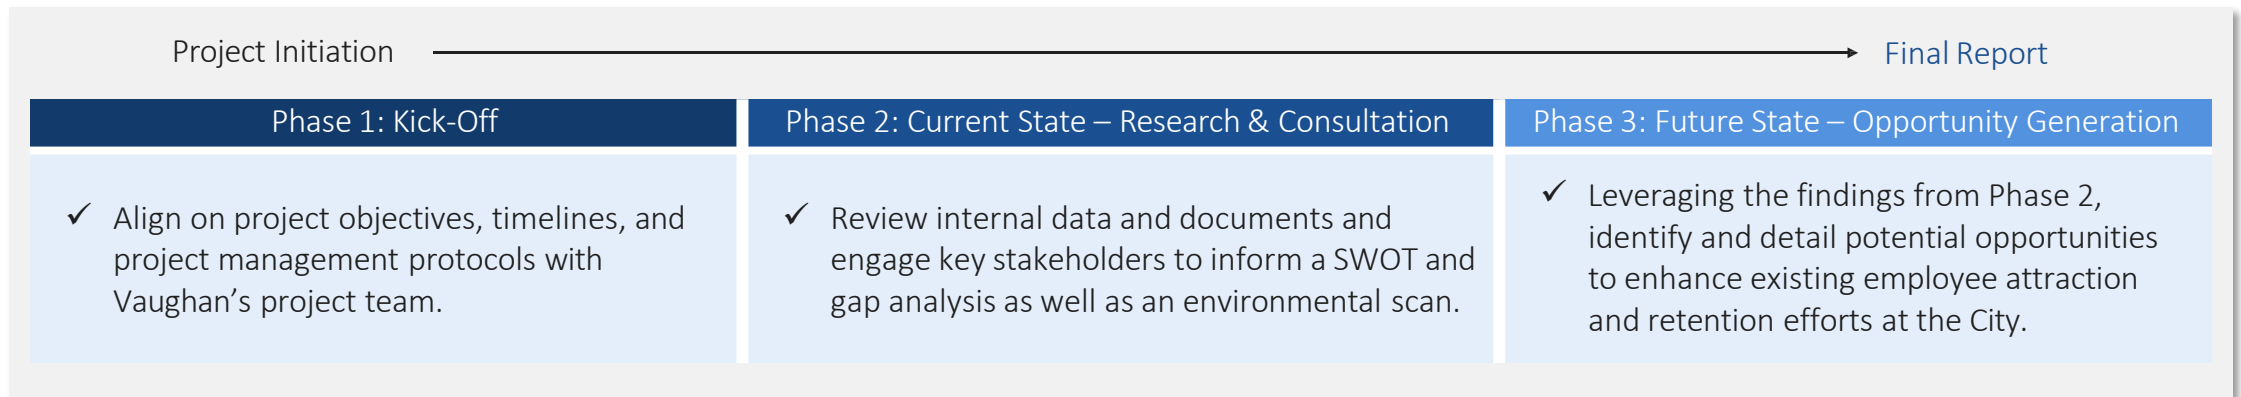 Project Initiation
Final Report
Phase 1: Kick-Off
Phase 2: Current State – Research & Consultation
Phase 3: Future State – Opportunity Generation
✓ Align on project objectives, timelines, and
project management protocols with
Vaughan’s project team.
✓ Review internal data and documents and
engage key stakeholders to inform a SWOT and
gap analysis as well as an environmental scan.
✓ Leveraging the findings from Phase 2,
identify and detail potential opportunities
to enhance existing employee attraction
and retention efforts at the City.